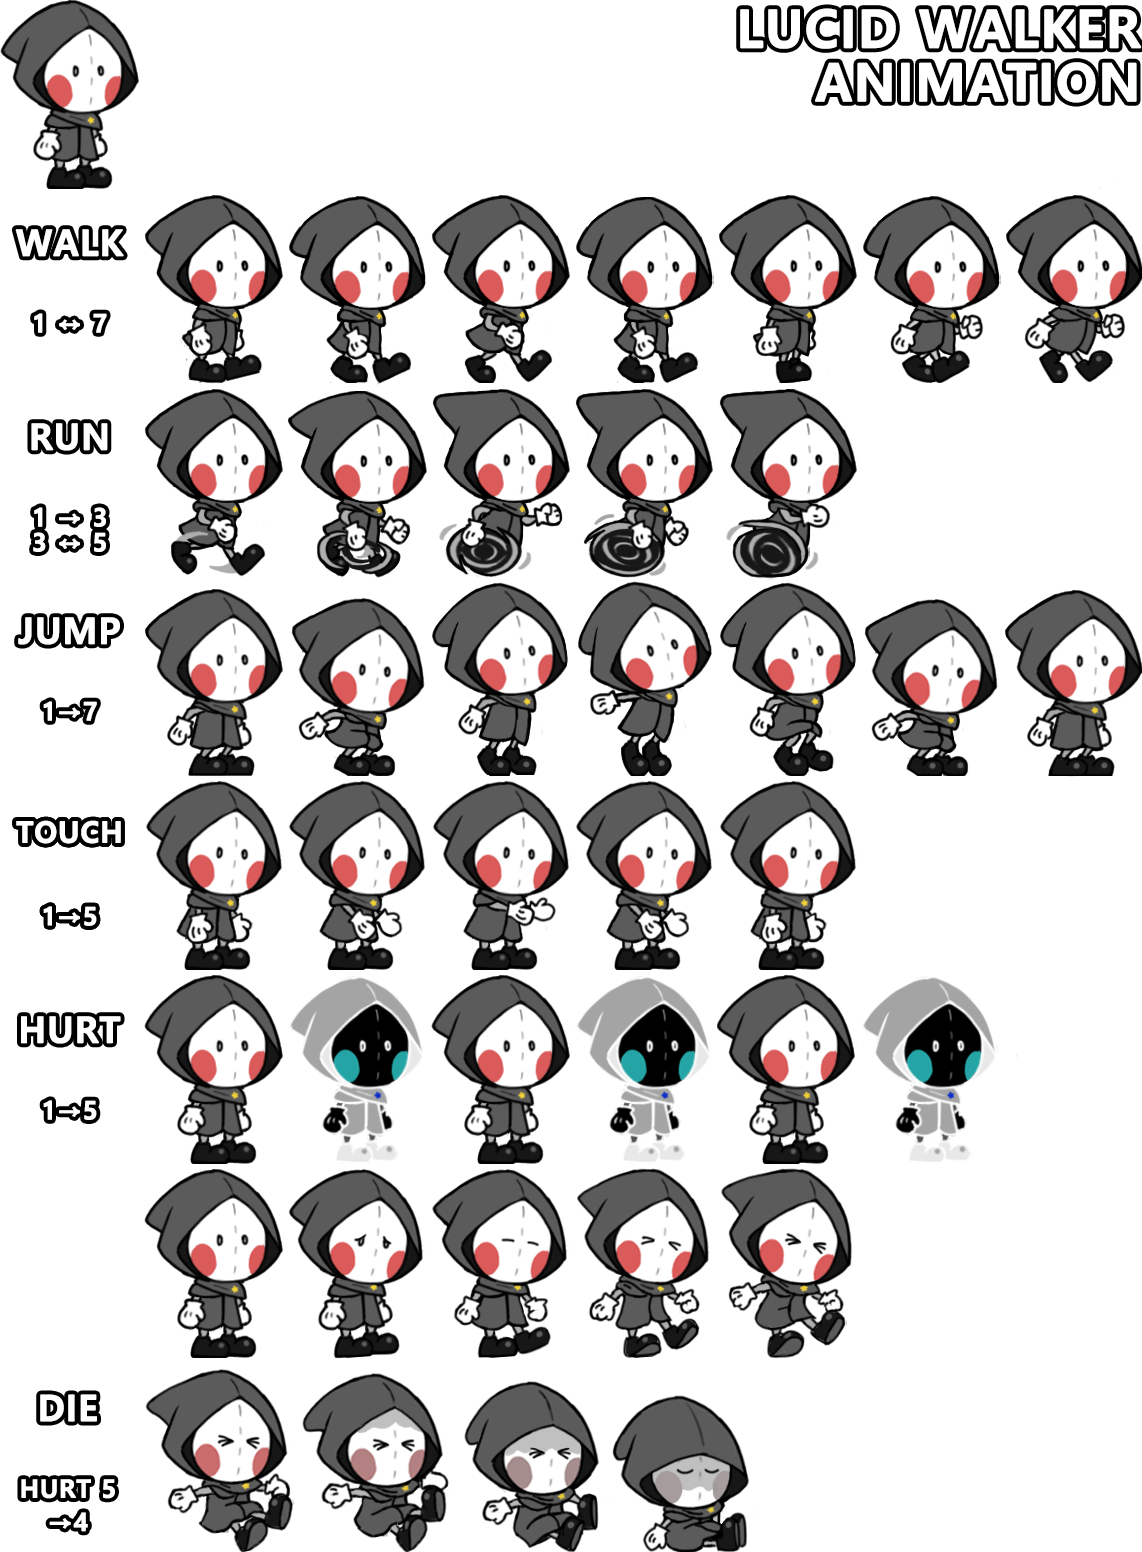 LUCID WALKER
ANIMATION
WALK
1 ↔ 7
RUN
1 → 3
3 ↔ 5
JUMP
1→7
TOUCH
1→5
HURT
1→5
DIE
HURT 5
→4